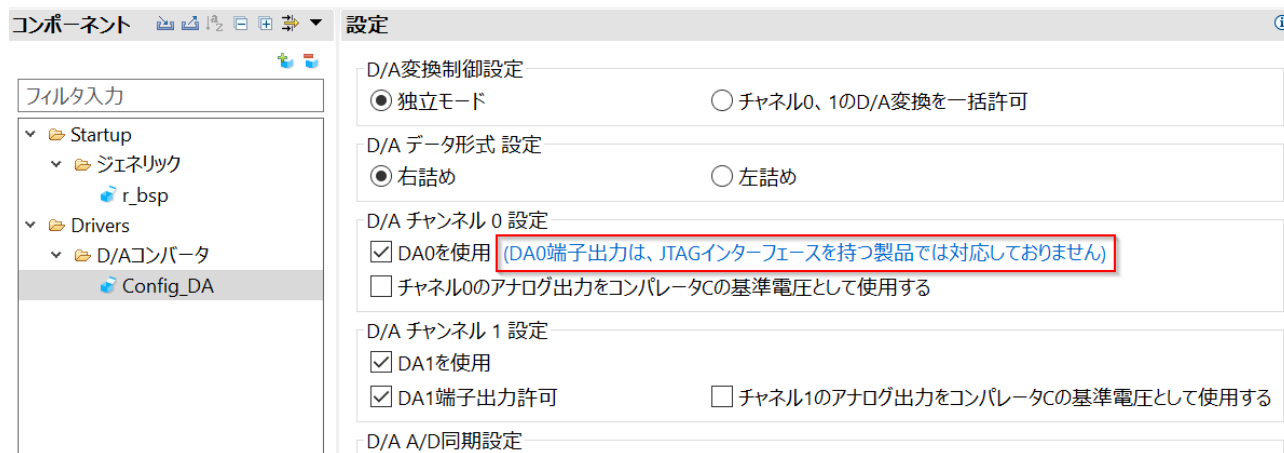 コンポーネント
フィルタ入力
Startup
ジェネリック
r_bsp
Drivers
D/Aコンバータ
Config_DA
設定
D/A変換制御設定
独立モード チャネル0、1のD/A変換を一括許可
D/A データ形式 設定
右詰め 左詰め
D/A チャンネル 0 設定
DA0を使用 (DA0端子出力は、JTAGインターフェースを持つ製品では対応しておりません)
チャネル0のアナログ出力をコンパレータCの基準電圧として使用する
D/A チャンネル 1 設定
DA1を使用
DA1端子出力許可 チャネル1のアナログ出力をコンパレータCの基準電圧として使用する
D/A A/D同期設定